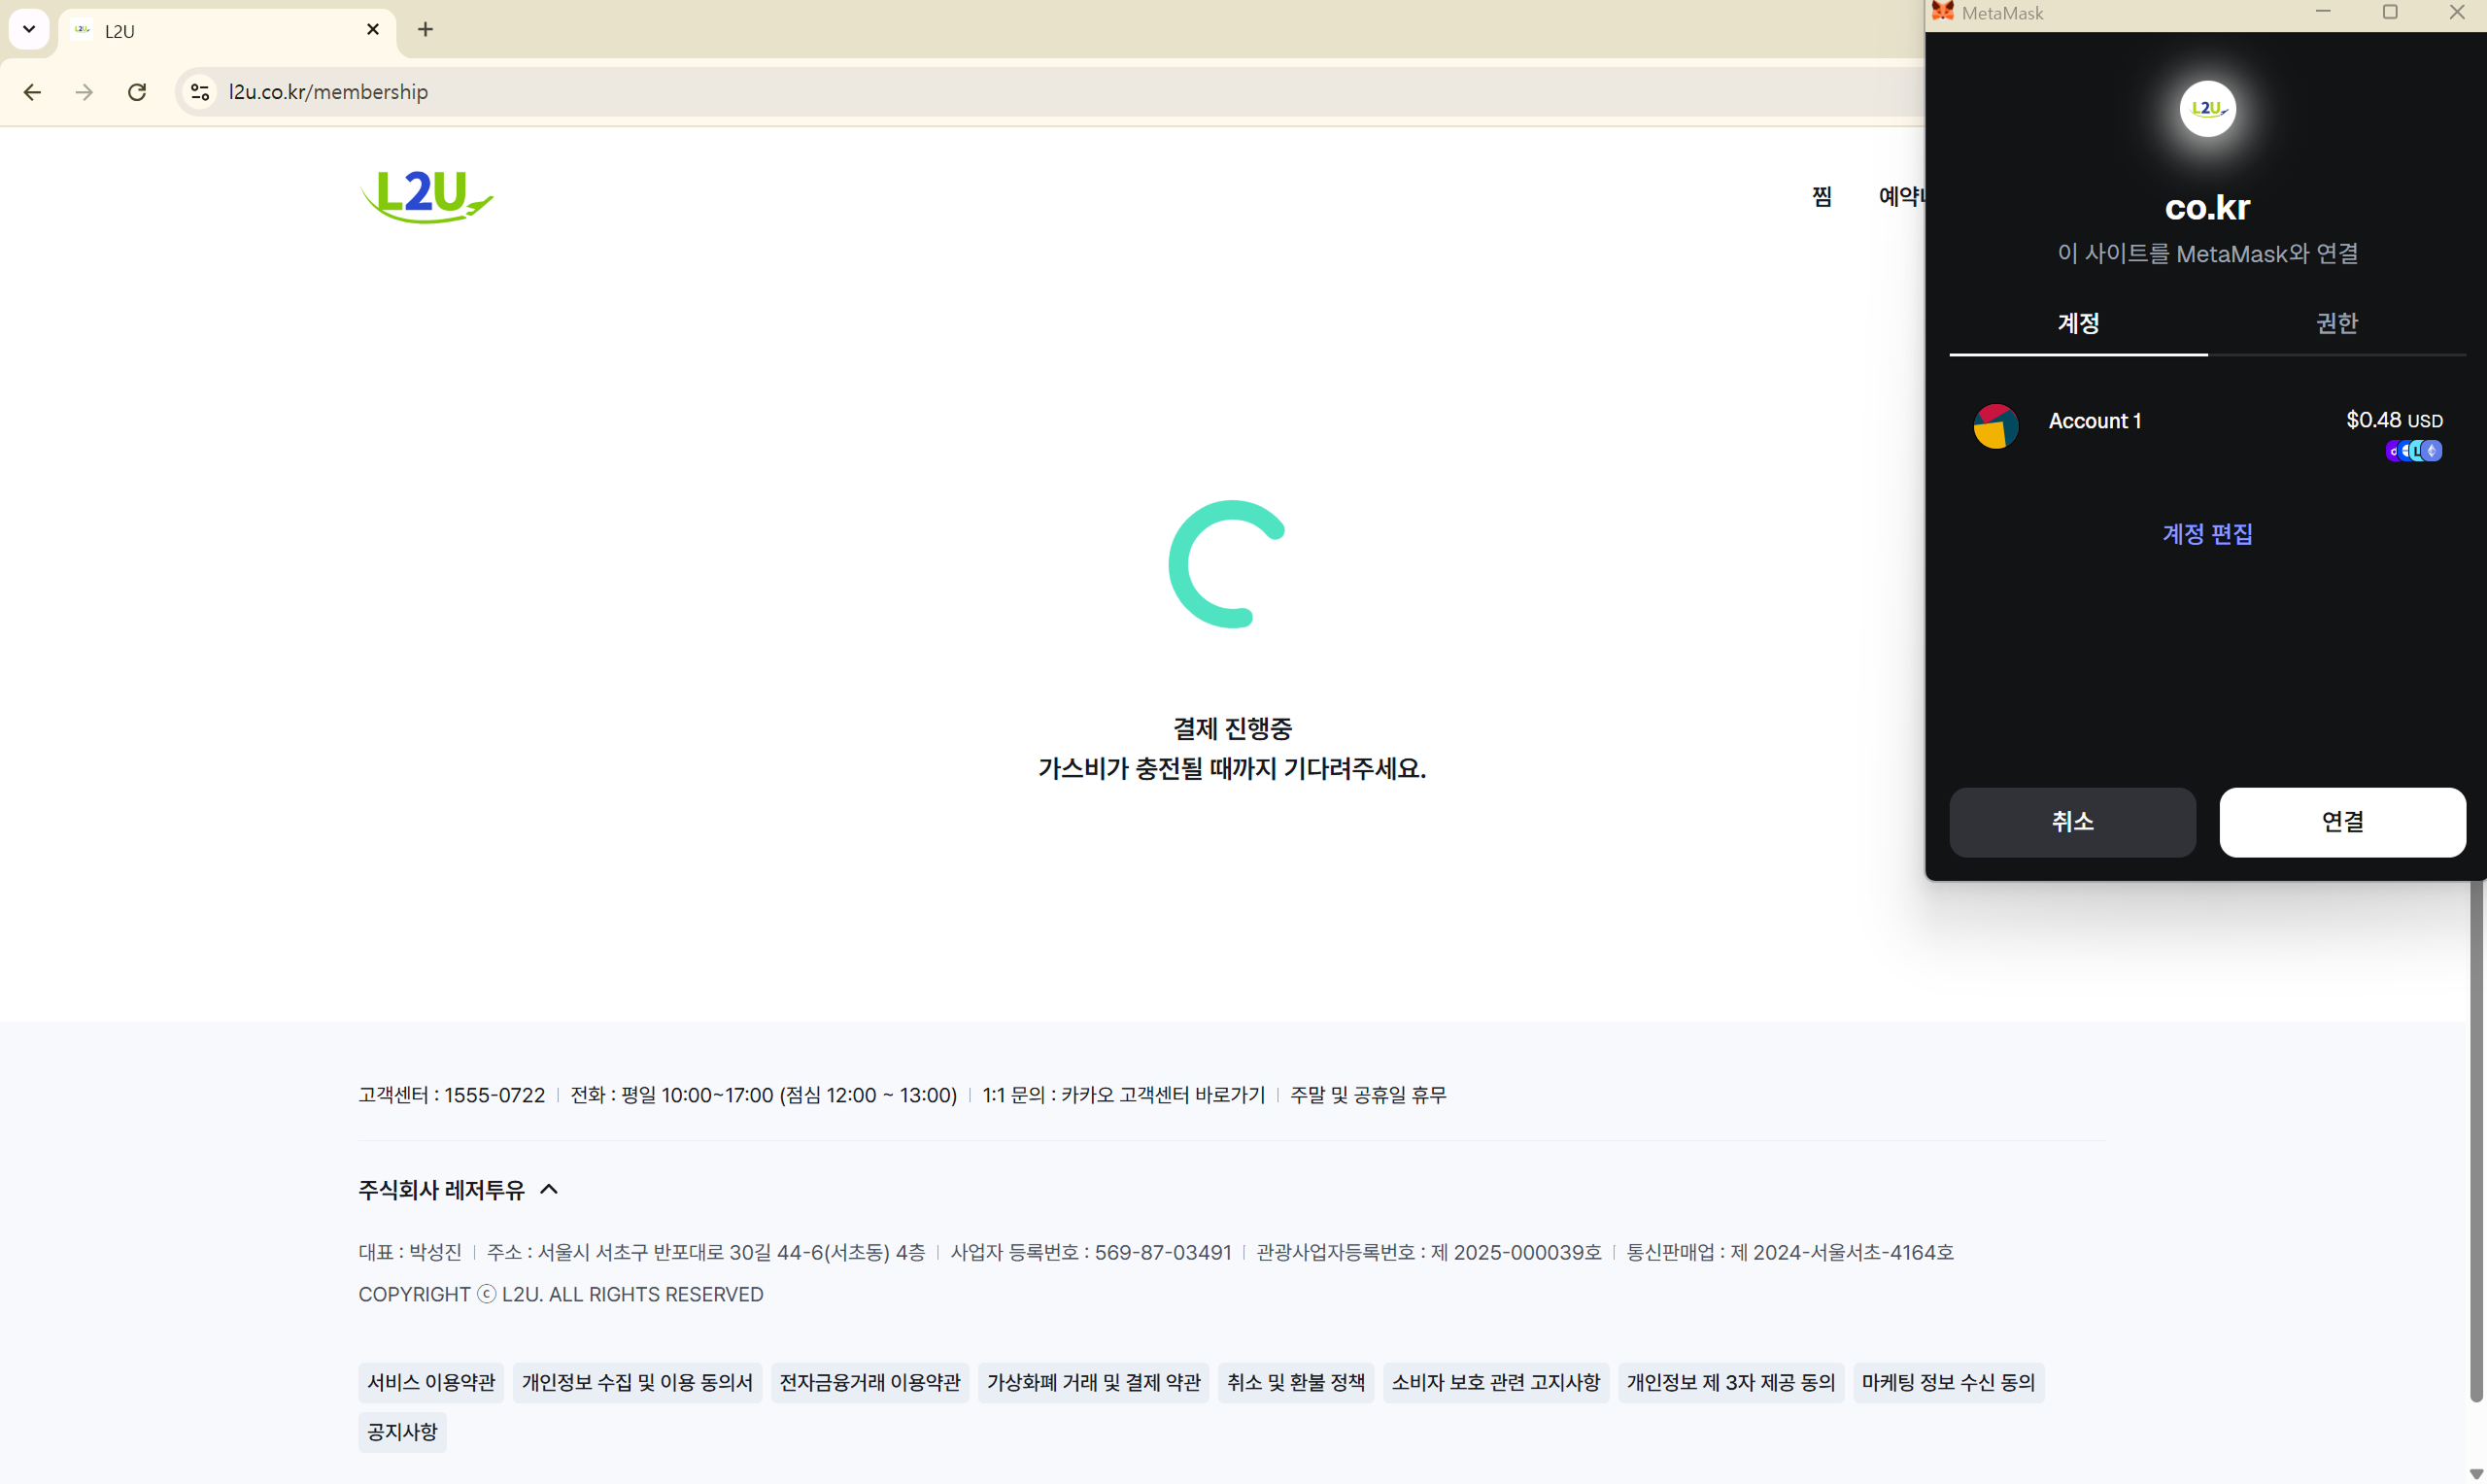 L2U
l2u.co.kr/membership
L2U
찜
예약
결제 진행중
가스비가 충전될 때까지 기다려주세요.
MetaMask
L2U
co.kr
이 사이트를 MetaMask와 연결
계정
권한
Account 1
$0.48 USD
계정 편집
취소
연결
고객센터 : 1555-0722 | 전화 : 평일 10:00~17:00 (점심 12:00 ~ 13:00) | 1:1 문의 : 카카오 고객센터 바로가기 | 주말 및 공휴일 휴무
주식회사 레저투유
대표 : 박성진 | 주소 : 서울시 서초구 반포대로 30길 44-6(서초동) 4층 | 사업자 등록번호 : 569-87-03491 | 관광사업자등록번호 : 제 2025-000039호 | 통신판매업 : 제 2024-서울서초-4164호
COPYRIGHT ⓒ L2U. ALL RIGHTS RESERVED
서비스 이용약관 개인정보 수집 및 이용 동의서 전자금융거래 이용약관 가상화폐 거래 및 결제 약관 취소 및 환불 정책 소비자 보호 관련 고지사항 개인정보 제 3자 제공 동의 마케팅 정보 수신 동의
공지사항